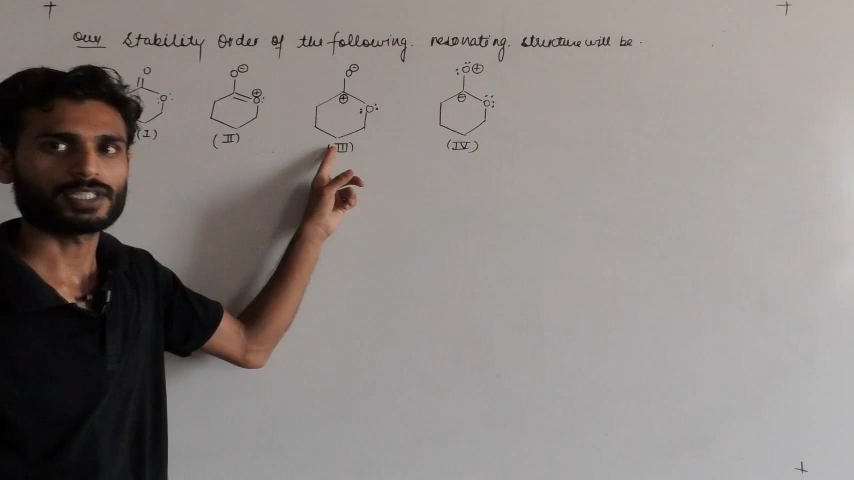 Que Stability Order of the following. resonating. structure will be.
O O⊖ O⊖ :Ö⊕
O: ⊕ O: ⊕ :O: ⊖ Ö:
(I) (II) (III) (IV)